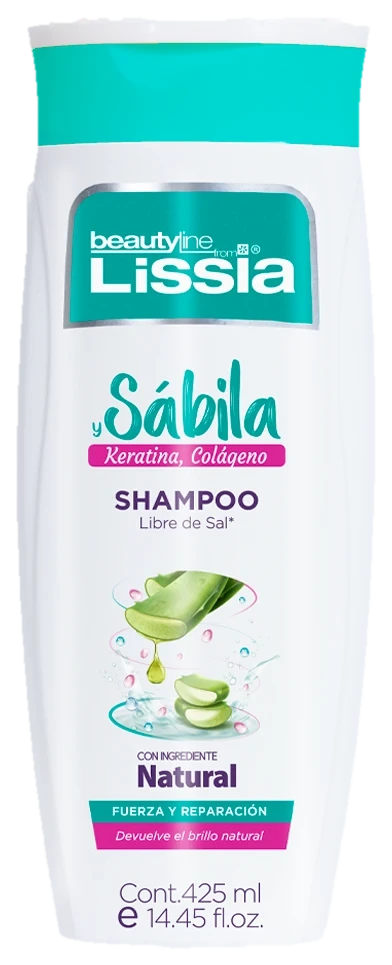 beautyline
from ®
Lissia
y Sábila
Keratina, Colágeno
SHAMPOO
Libre de Sal*
CON INGREDIENTE
Natural
FUERZA Y REPARACIÓN
Devuelve el brillo natural
Cont.425 ml
e 14.45 fl.oz.